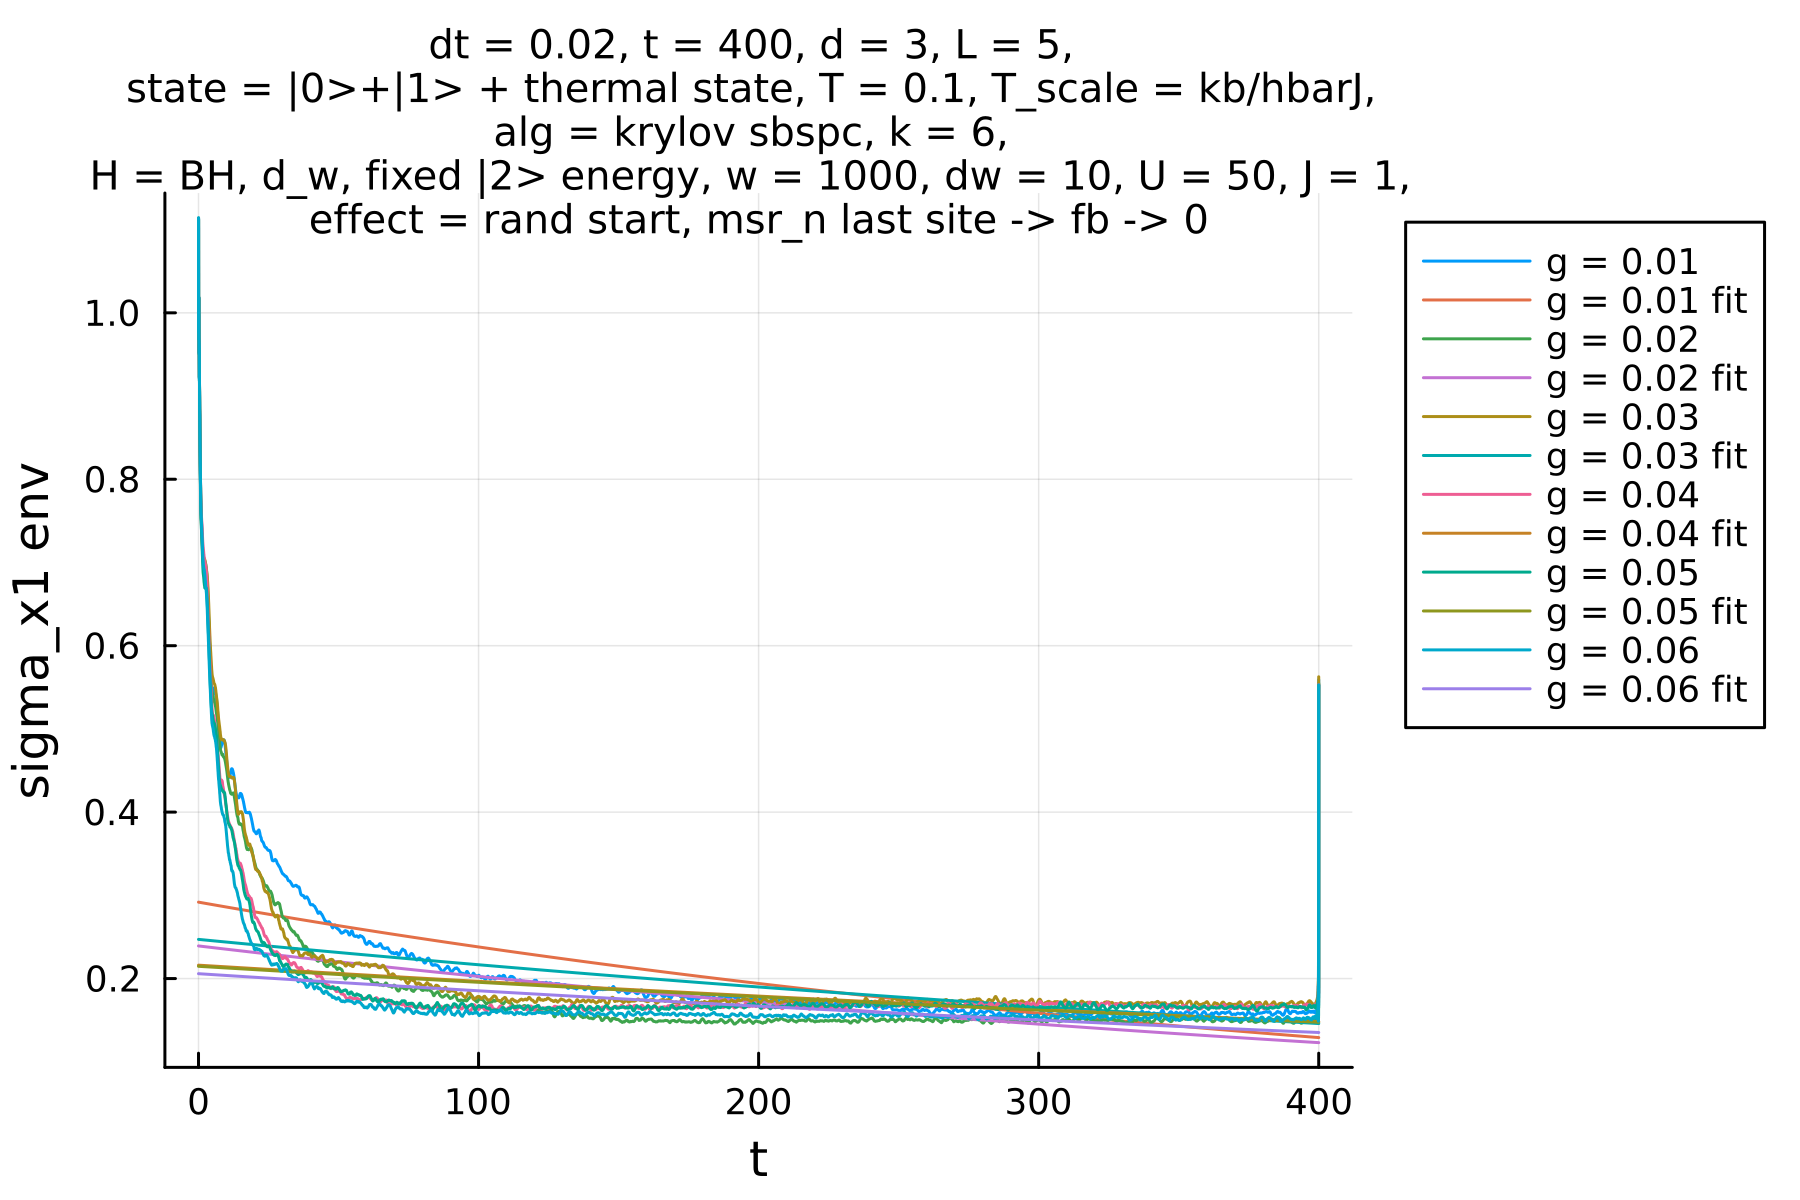 dt = 0.02, t = 400, d = 3, L = 5,
state = |0>+|1> + thermal state, T = 0.1, T_scale = kb/hbarJ,
alg = krylov sbspc, k = 6,
H = BH, d_w, fixed |2> energy, w = 1000, dw = 10, U = 50, J = 1,
effect = rand start, msr_n last site -> fb -> 0
sigma_x1 env
1.0
0.8
0.6
0.4
0.2
0
100
200
300
400
t
g = 0.01
g = 0.01 fit
g = 0.02
g = 0.02 fit
g = 0.03
g = 0.03 fit
g = 0.04
g = 0.04 fit
g = 0.05
g = 0.05 fit
g = 0.06
g = 0.06 fit